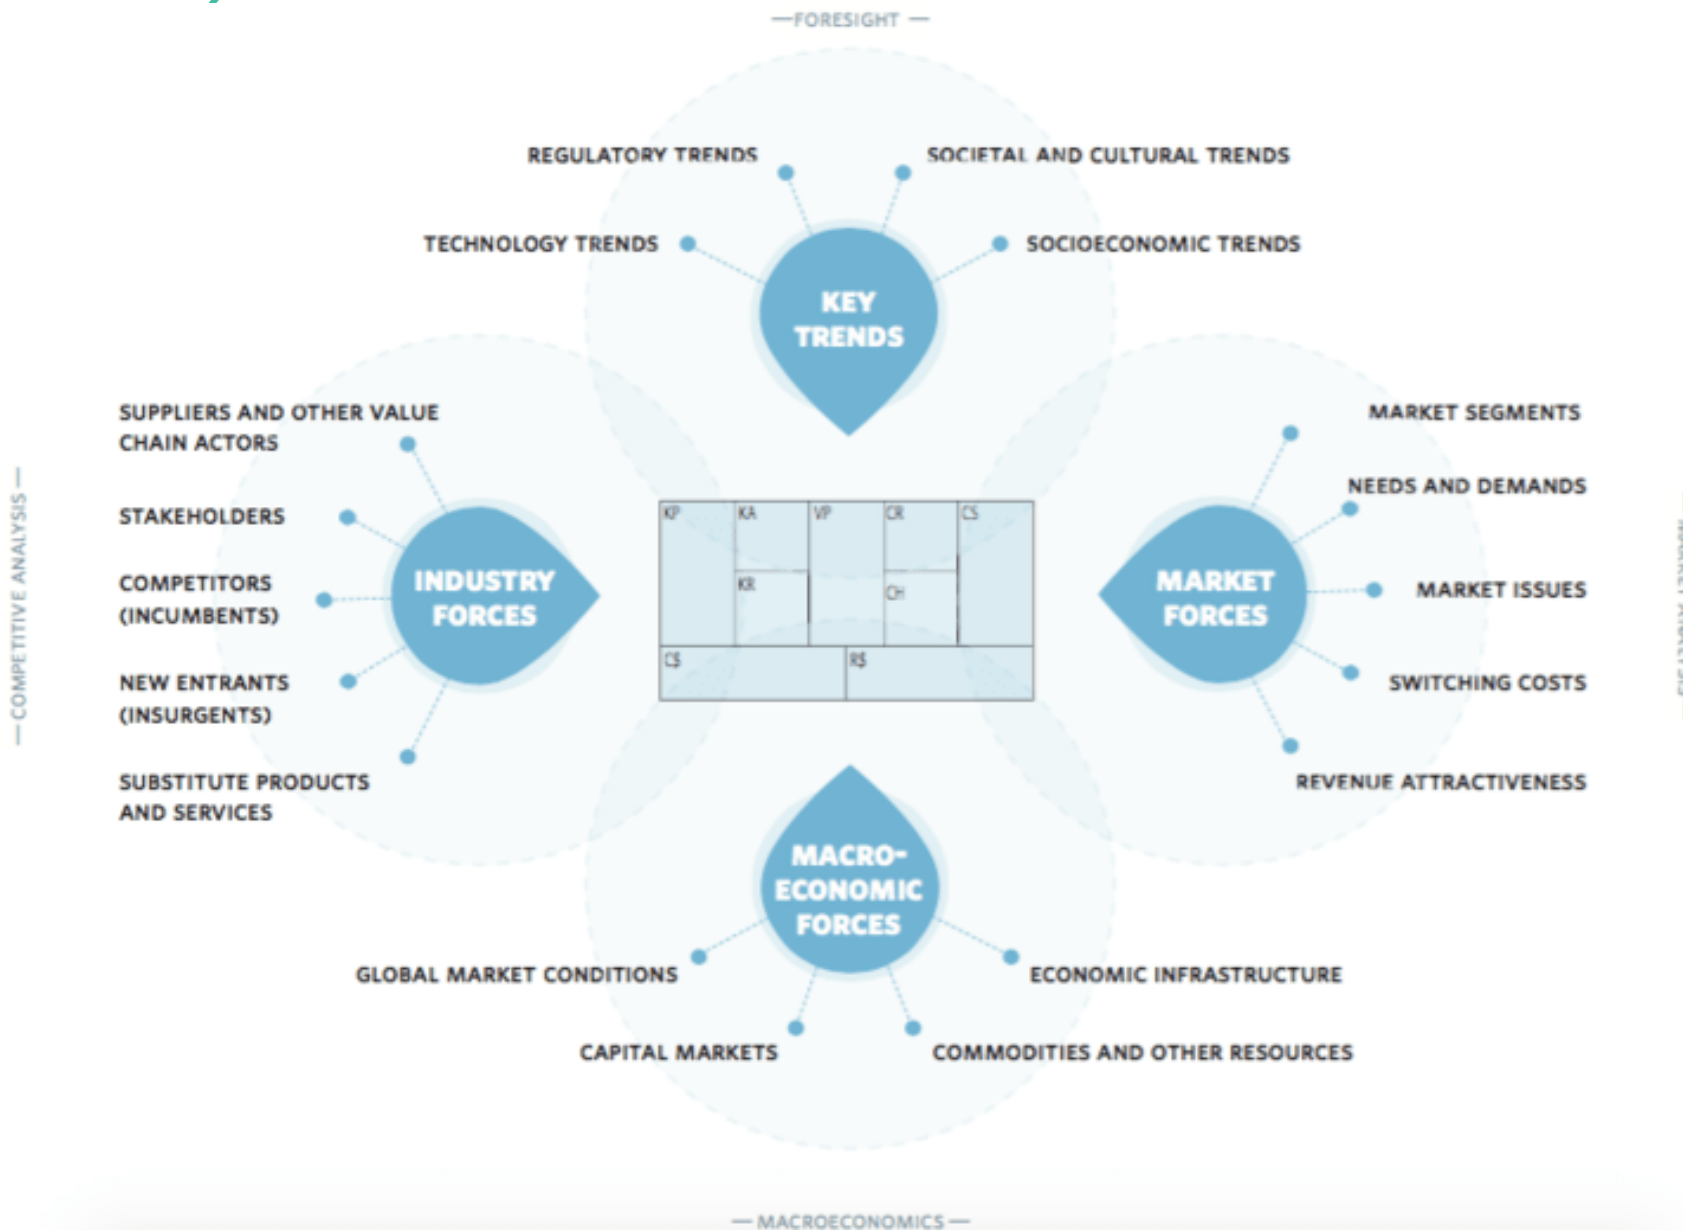 —FORESIGHT —
REGULATORY TRENDS
SOCIETAL AND CULTURAL TRENDS
TECHNOLOGY TRENDS
SOCIOECONOMIC TRENDS
KEY
TRENDS
SUPPLIERS AND OTHER VALUE
CHAIN ACTORS
STAKEHOLDERS
COMPETITORS
(INCUMBENTS)
NEW ENTRANTS
(INSURGENTS)
SUBSTITUTE PRODUCTS
AND SERVICES
— COMPETITIVE ANALYSIS —
INDUSTRY
FORCES
KP
KA
VP
CR
CS
KR
CH
C$
R$
MARKET
FORCES
MARKET SEGMENTS
NEEDS AND DEMANDS
MARKET ISSUES
SWITCHING COSTS
REVENUE ATTRACTIVENESS
MACRO-
ECONOMIC
FORCES
GLOBAL MARKET CONDITIONS
ECONOMIC INFRASTRUCTURE
CAPITAL MARKETS
COMMODITIES AND OTHER RESOURCES
— MACROECONOMICS —